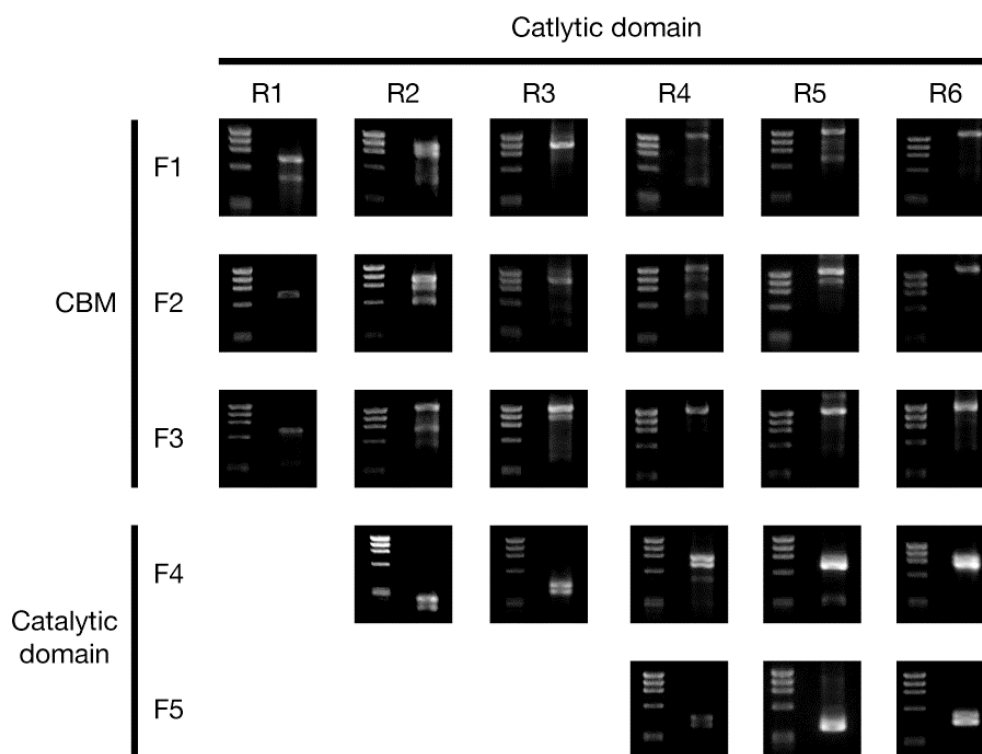 Catlytic domain
R1 R2 R3 R4 R5 R6
F1
CBM F2
F3
F4
Catalytic
domain
F5